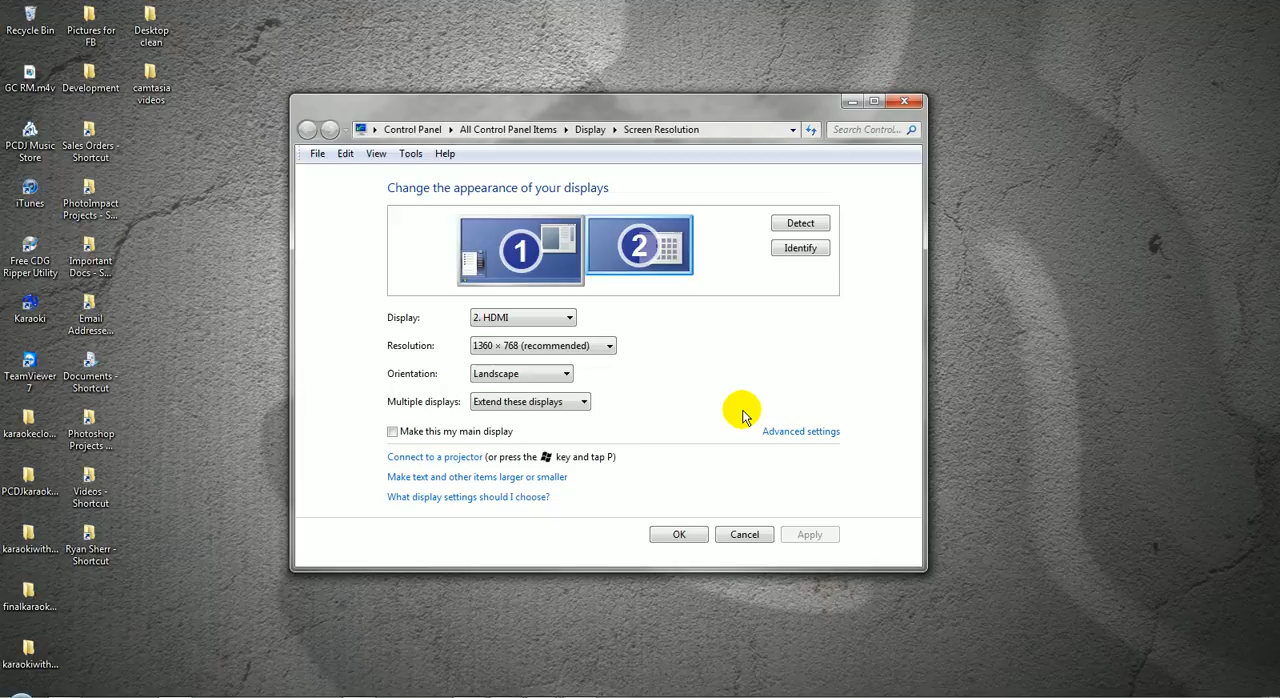 Recycle Bin
Pictures for FB
Desktop clean
GC RM.m4v
Development
camtasia videos
PCDJ Music Store
Sales Orders - Shortcut
iTunes
PhotoImpact Projects - S...
Free CDG Ripper Utility
Important Docs - S...
Karaoki
Email Addresse...
TeamViewer 7
Documents - Shortcut
karaokeclo...
Photoshop Projects ...
PCDJkaraok...
Videos - Shortcut
karaokiwith...
Ryan Sherr - Shortcut
finalkaraok...
karaokiwith...
Control Panel
All Control Panel Items
Display
Screen Resolution
Search Control...
File Edit View Tools Help
Change the appearance of your displays
1 2
Detect
Identify
Display: 2. HDMI
Resolution: 1360 × 768 (recommended)
Orientation: Landscape
Multiple displays: Extend these displays
Make this my main display
Advanced settings
Connect to a projector (or press the key and tap P)
Make text and other items larger or smaller
What display settings should I choose?
OK Cancel Apply